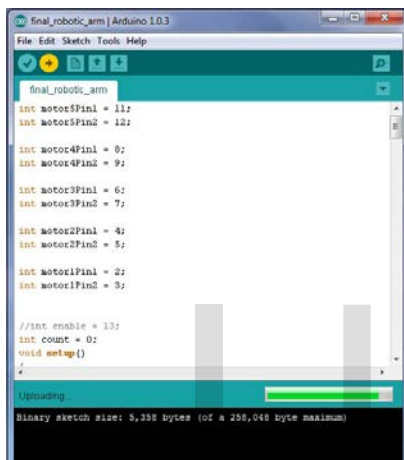 final_robotic_arm | Arduino 1.0.3
File Edit Sketch Tools Help
final_robotic_arm
int motor5Pin1 = 11;
int motor5Pin2 = 12;
int motor4Pin1 = 8;
int motor4Pin2 = 9;
int motor3Pin1 = 6;
int motor3Pin2 = 7;
int motor2Pin1 = 4;
int motor2Pin2 = 5;
int motor1Pin1 = 2;
int motor1Pin2 = 3;
//int enable = 13;
int count = 0;
void setup()
Uploading...
Binary sketch size: 5,358 bytes (of a 258,048 byte maximum)